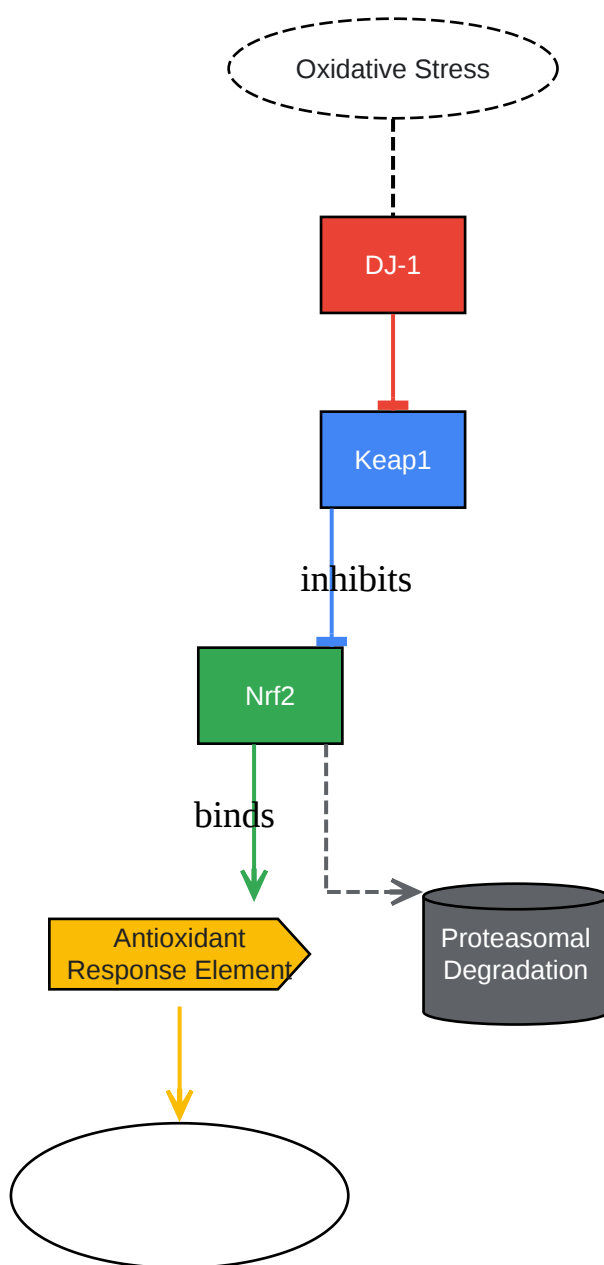 Oxidative Stress
DJ-1
Keap1
inhibits
Nrf2
binds
Antioxidant
Response Element
Proteasomal
Degradation